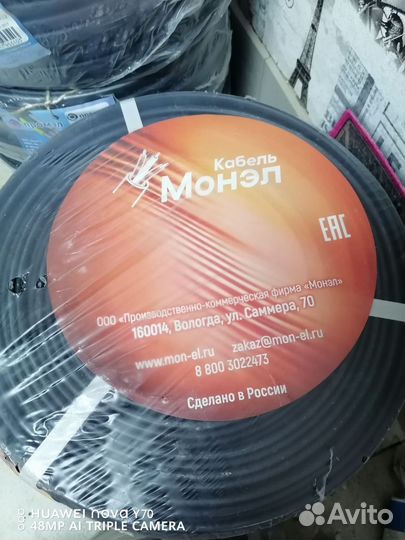 Кабель
Монэл
EAC
ООО «Производственно-коммерческая фирма «Монэл»
160014, Вологда, ул. Саммера, 70
www.mon-el.ru zakaz@mon-el.ru
8 800 3022473
Сделано в России
HUAWEI nova Y70
48MP AI TRIPLE CAMERA
Avito